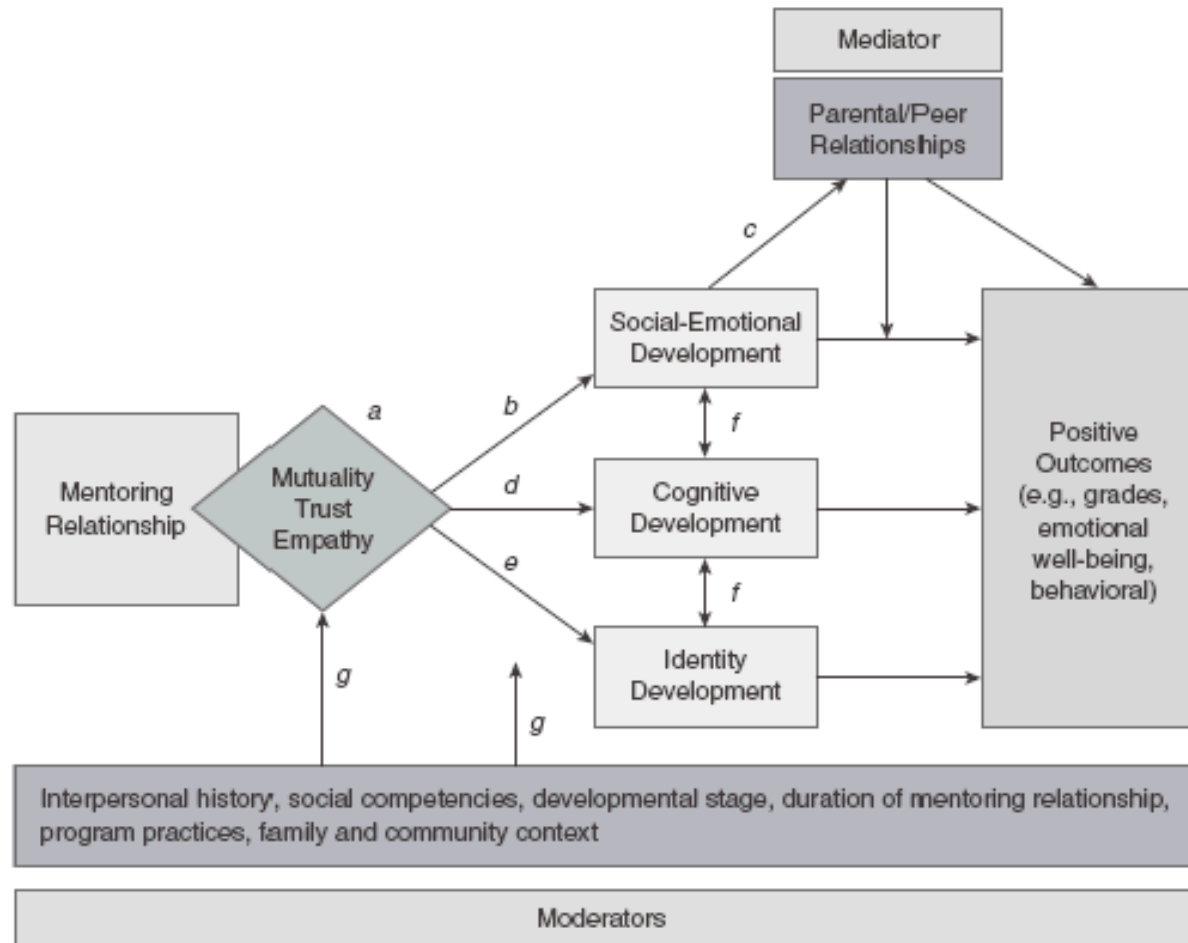 Mediator
Parental/Peer
Relationships
c
Social-Emotional
Development
a
b
f
Mentoring
Relationship
Mutuality
Trust
Empathy
d
Cognitive
Development
Positive
Outcomes
(e.g., grades,
emotional
well-being,
behavioral)
e
f
Identity
Development
g
g
Interpersonal history, social competencies, developmental stage, duration of mentoring relationship,
program practices, family and community context
Moderators